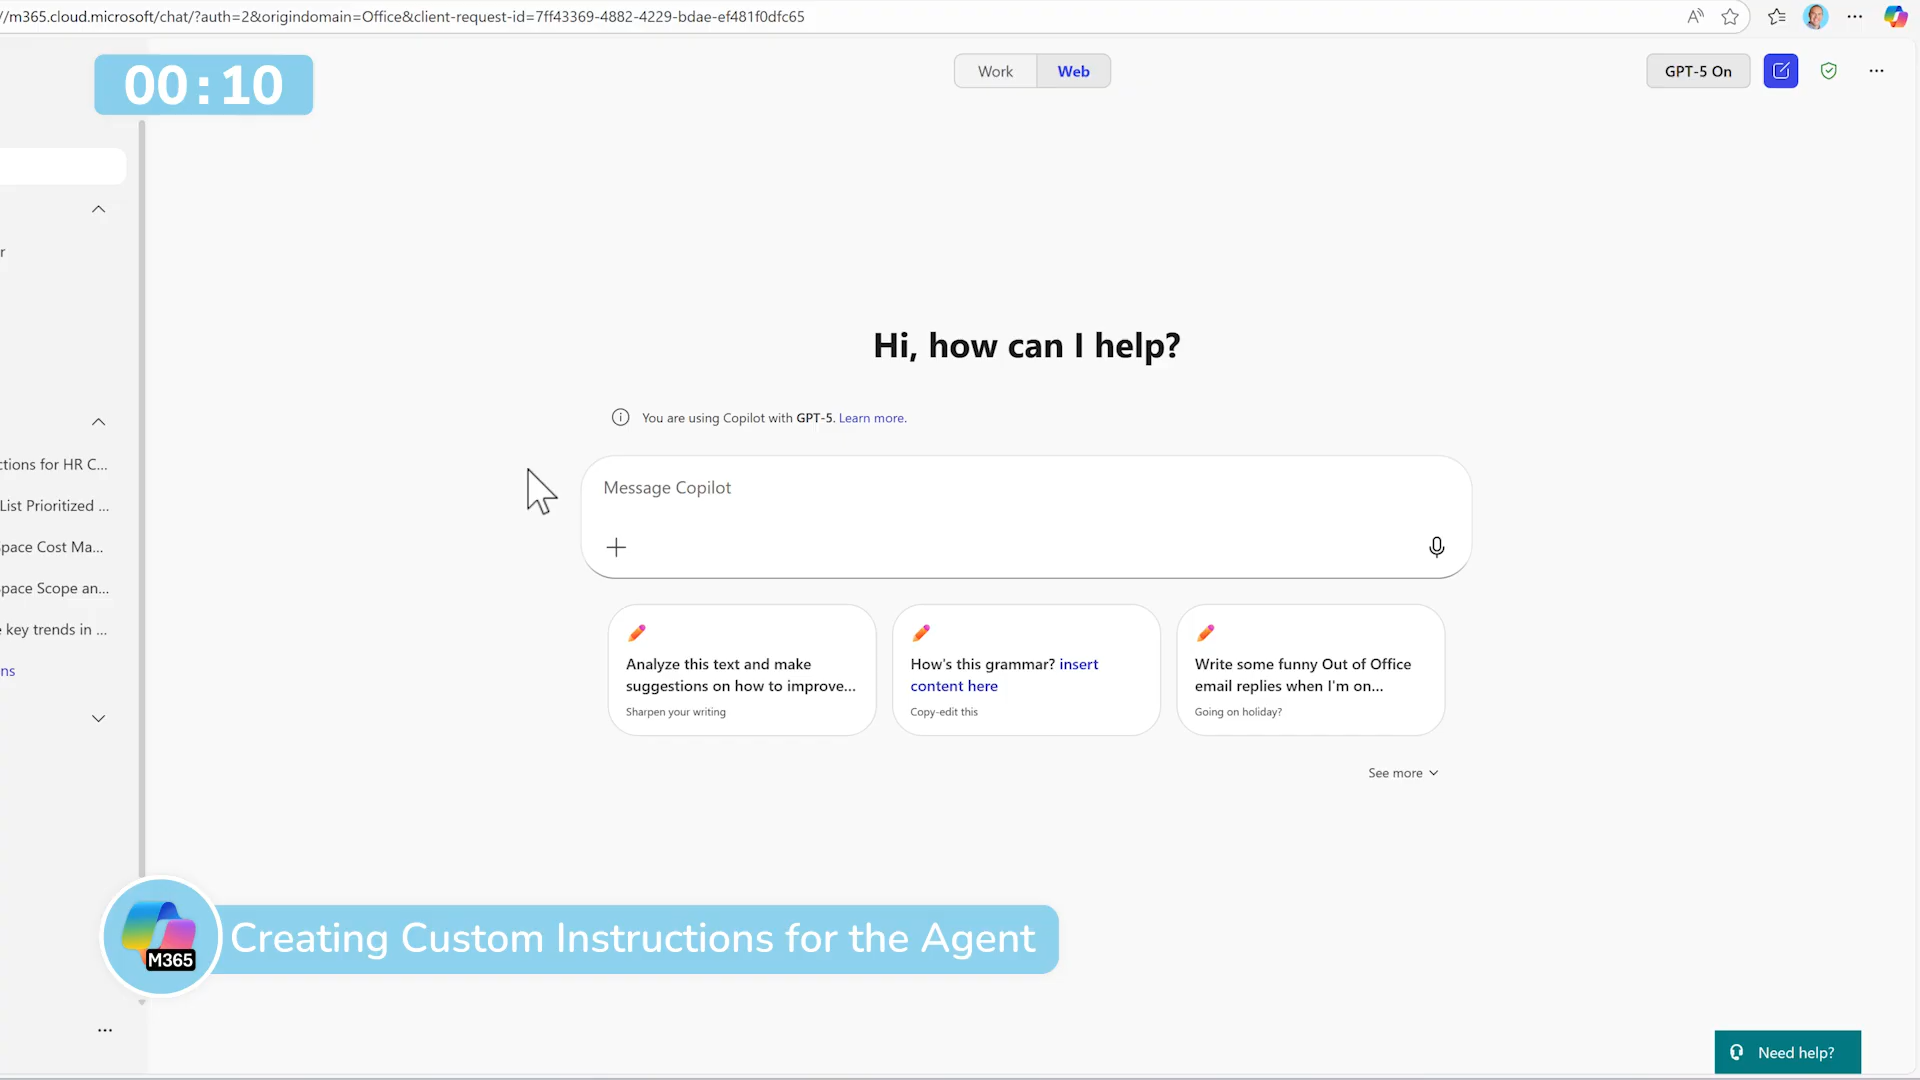 //m365.cloud.microsoft/chat/?auth=2&origindomain=Office&client-request-id=7ff43369-4882-4229-bdae-ef481f0dfc65
00:10
Work
Web
GPT-5 On
r
ctions for HR C...
List Prioritized ...
pace Cost Ma...
pace Scope an...
e key trends in ...
ns
Hi, how can I help?
You are using Copilot with GPT-5. Learn more.
Message Copilot
Analyze this text and make
suggestions on how to improve...
Sharpen your writing
How's this grammar? insert
content here
Copy-edit this
Write some funny Out of Office
email replies when I'm on...
Going on holiday?
See more
M365
Creating Custom Instructions for the Agent
Need help?